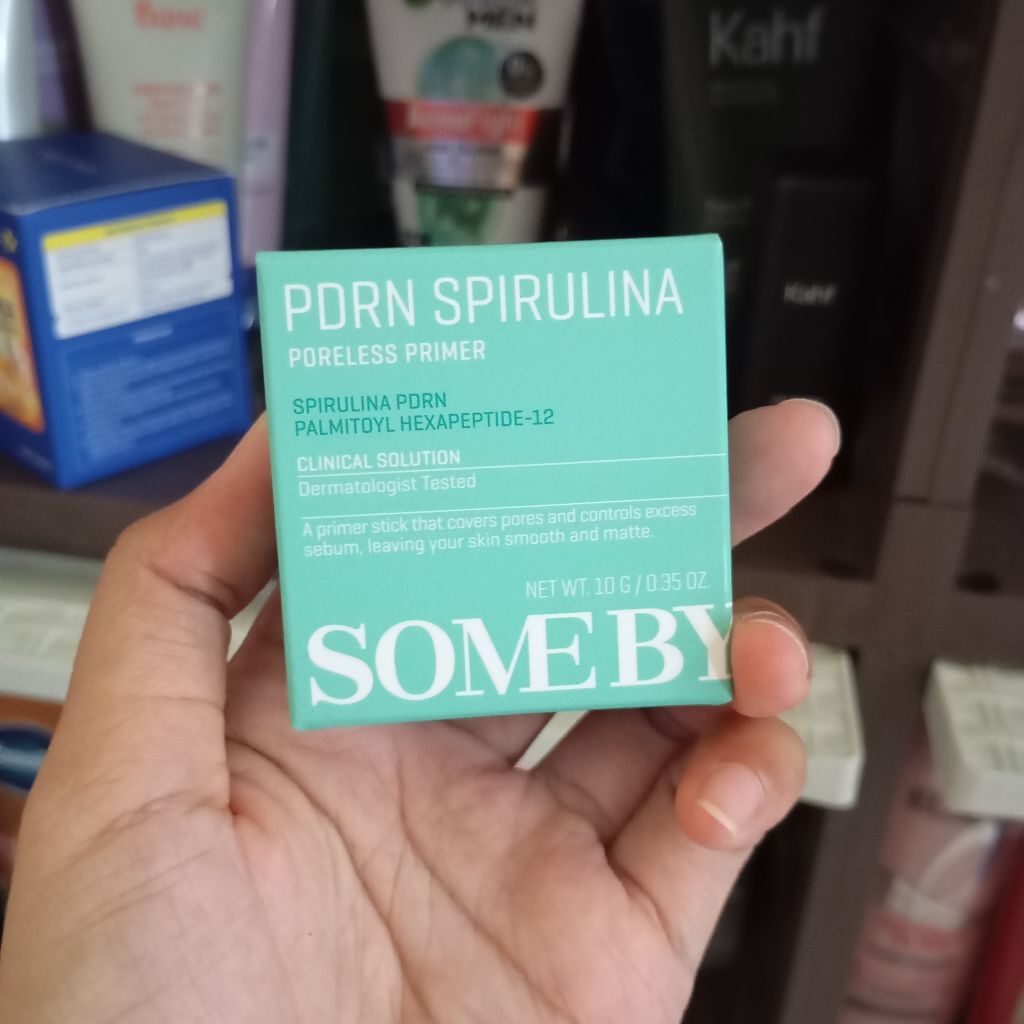 MEN
Kahf
Kahf
PDRN SPIRULINA
PORELESS PRIMER
SPIRULINA PDRN
PALMITOYL HEXAPEPTIDE-12
CLINICAL SOLUTION
Dermatologist Tested
A primer stick that covers pores and controls excess
sebum, leaving your skin smooth and matte.
NET WT. 10 G / 0.35 OZ.
SOME BY